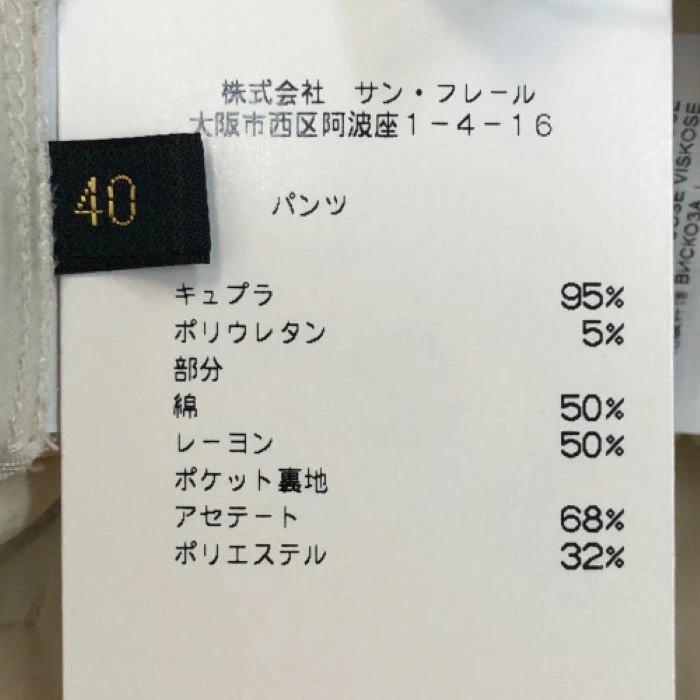 株式会社 サン・フレール
大阪市西区阿波座1-4-16
40
パンツ
キュプラ 95%
ポリウレタン 5%
部分
綿 50%
レーヨン 50%
ポケット裏地
アセテート 68%
ポリエステル 32%
VISKOSE
ВИСКОЗА